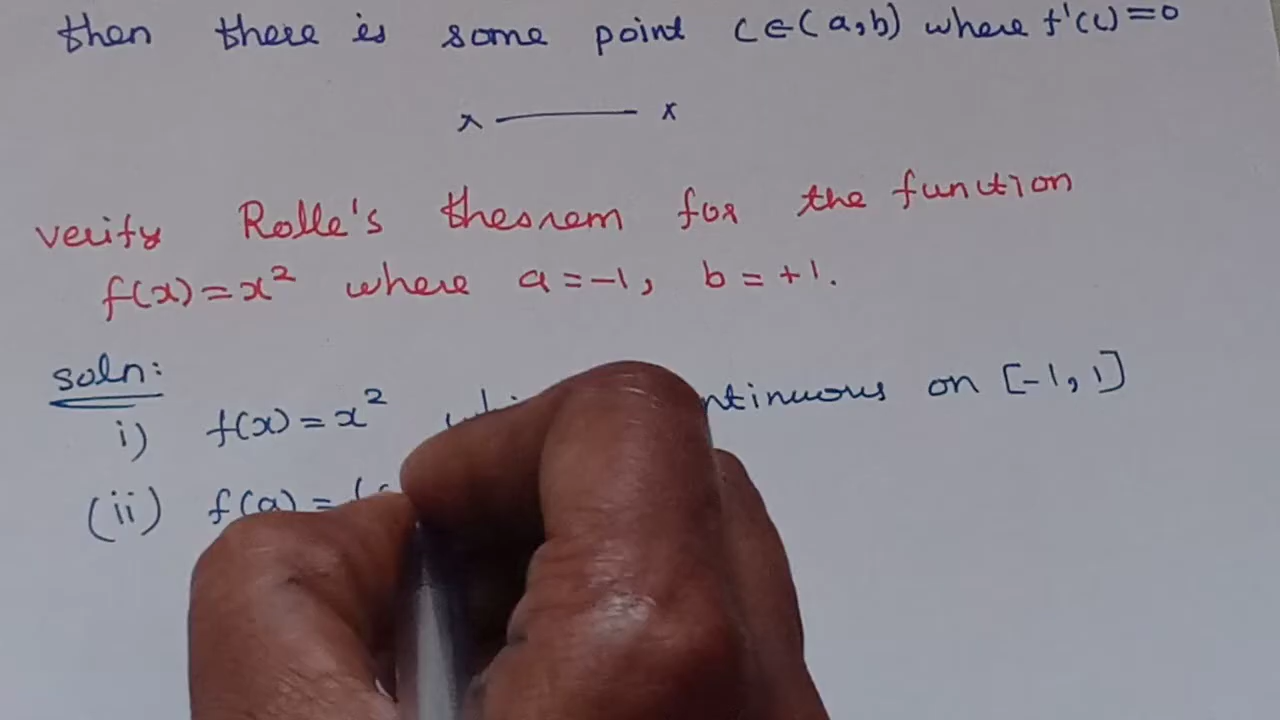 then there is some point c∈(a,b) where f'(c)=0
x —— x
verify Rolle's theorem for the function
f(x)=x² where a=-1, b=+1.
soln:
i) f(x)=x² on [-1,1]
(ii) f(a)=